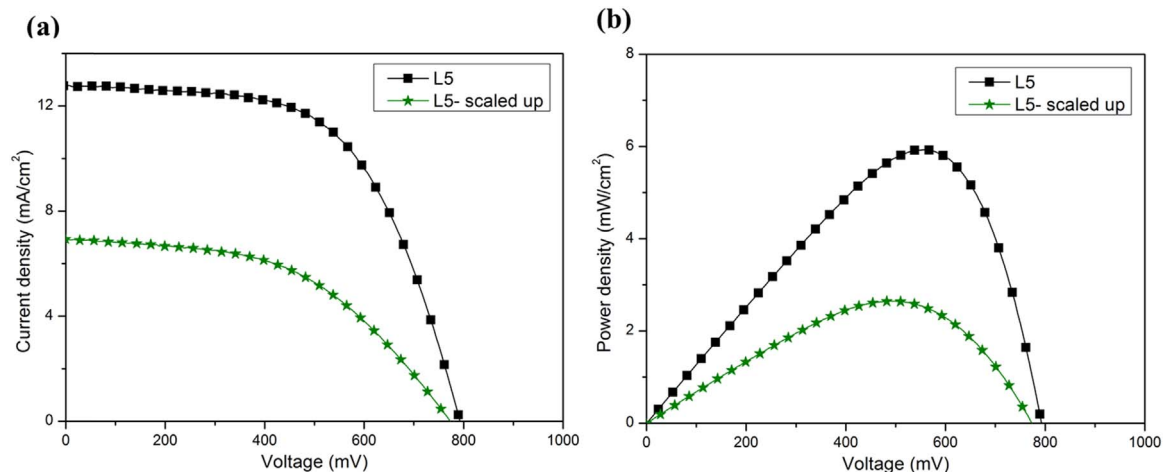 (a)
L5
L5- scaled up
12
8
4
0
Current density (mA/cm²)
0 200 400 600 800 1000
Voltage (mV)
(b)
L5
L5- scaled up
8
6
4
2
0
Power density (mW/cm²)
0 200 400 600 800 1000
Voltage (mV)